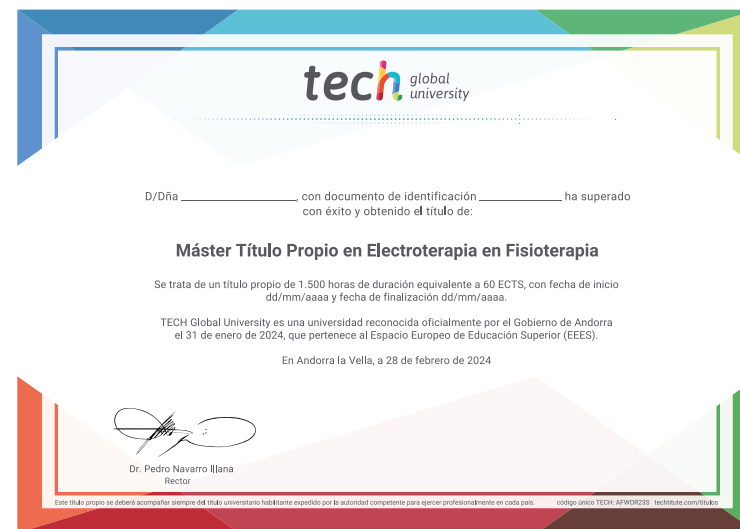 tech global university
D/Dña ____________, con documento de identificación ____________ ha superado
con éxito y obtenido el título de:
Máster Título Propio en Electroterapia en Fisioterapia
Se trata de un título propio de 1.500 horas de duración equivalente a 60 ECTS, con fecha de inicio
dd/mm/aaaa y fecha de finalización dd/mm/aaaa.
TECH Global University es una universidad reconocida oficialmente por el Gobierno de Andorra
el 31 de enero de 2024, que pertenece al Espacio Europeo de Educación Superior (EEES).
En Andorra la Vella, a 28 de febrero de 2024
Dr. Pedro Navarro Illana
Rector
Este título propio se deberá acompañar siempre del título universitario habilitante expedido por la autoridad competente para ejercer profesionalmente en cada país. código único TECH: AFWOR23S techtitute.com/titulos